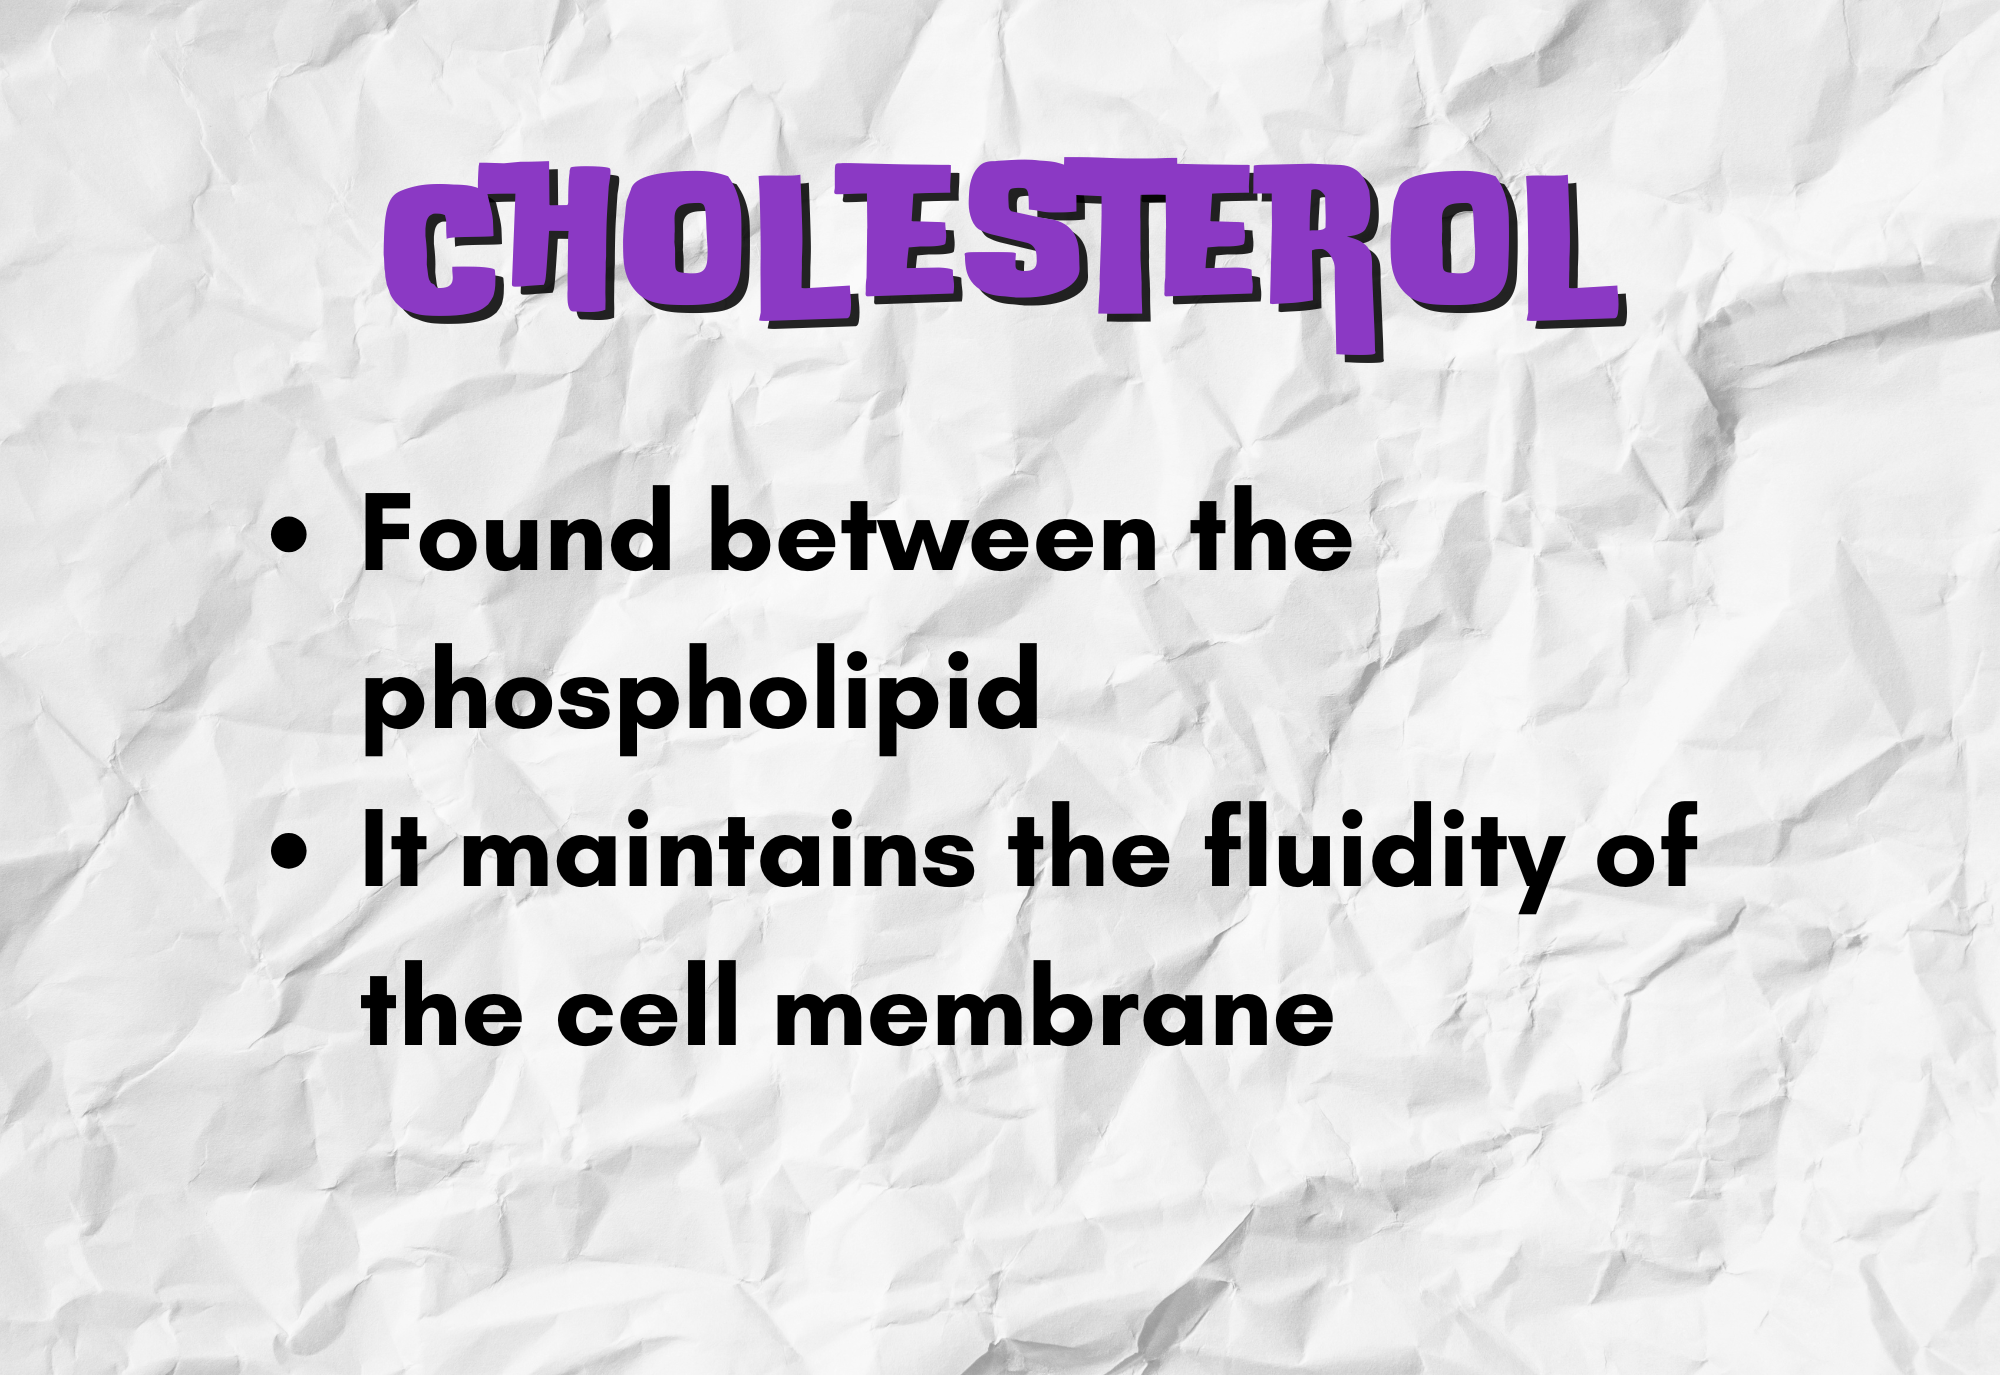 CHOLESTEROL
• Found between the
phospholipid
• It maintains the fluidity of
the cell membrane